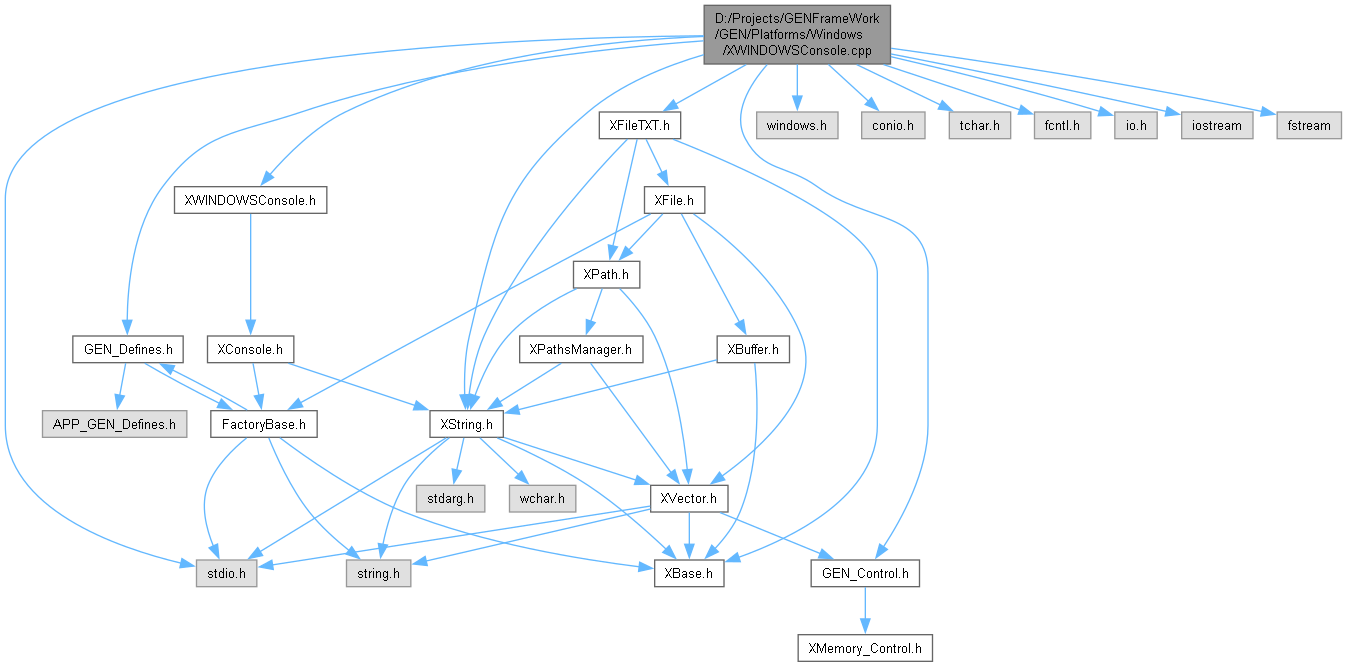 D:/Projects/GENFrameWork
/GEN/Platforms/Windows
/XWINDOWSConsole.cpp
XFileTXT.h
windows.h
conio.h
tchar.h
fcntl.h
io.h
iostream
fstream
XWINDOWSConsole.h
XFile.h
XPath.h
GEN_Defines.h
XConsole.h
XPathsManager.h
XBuffer.h
APP_GEN_Defines.h
FactoryBase.h
XString.h
stdarg.h
wchar.h
XVector.h
stdio.h
string.h
XBase.h
GEN_Control.h
XMemory_Control.h